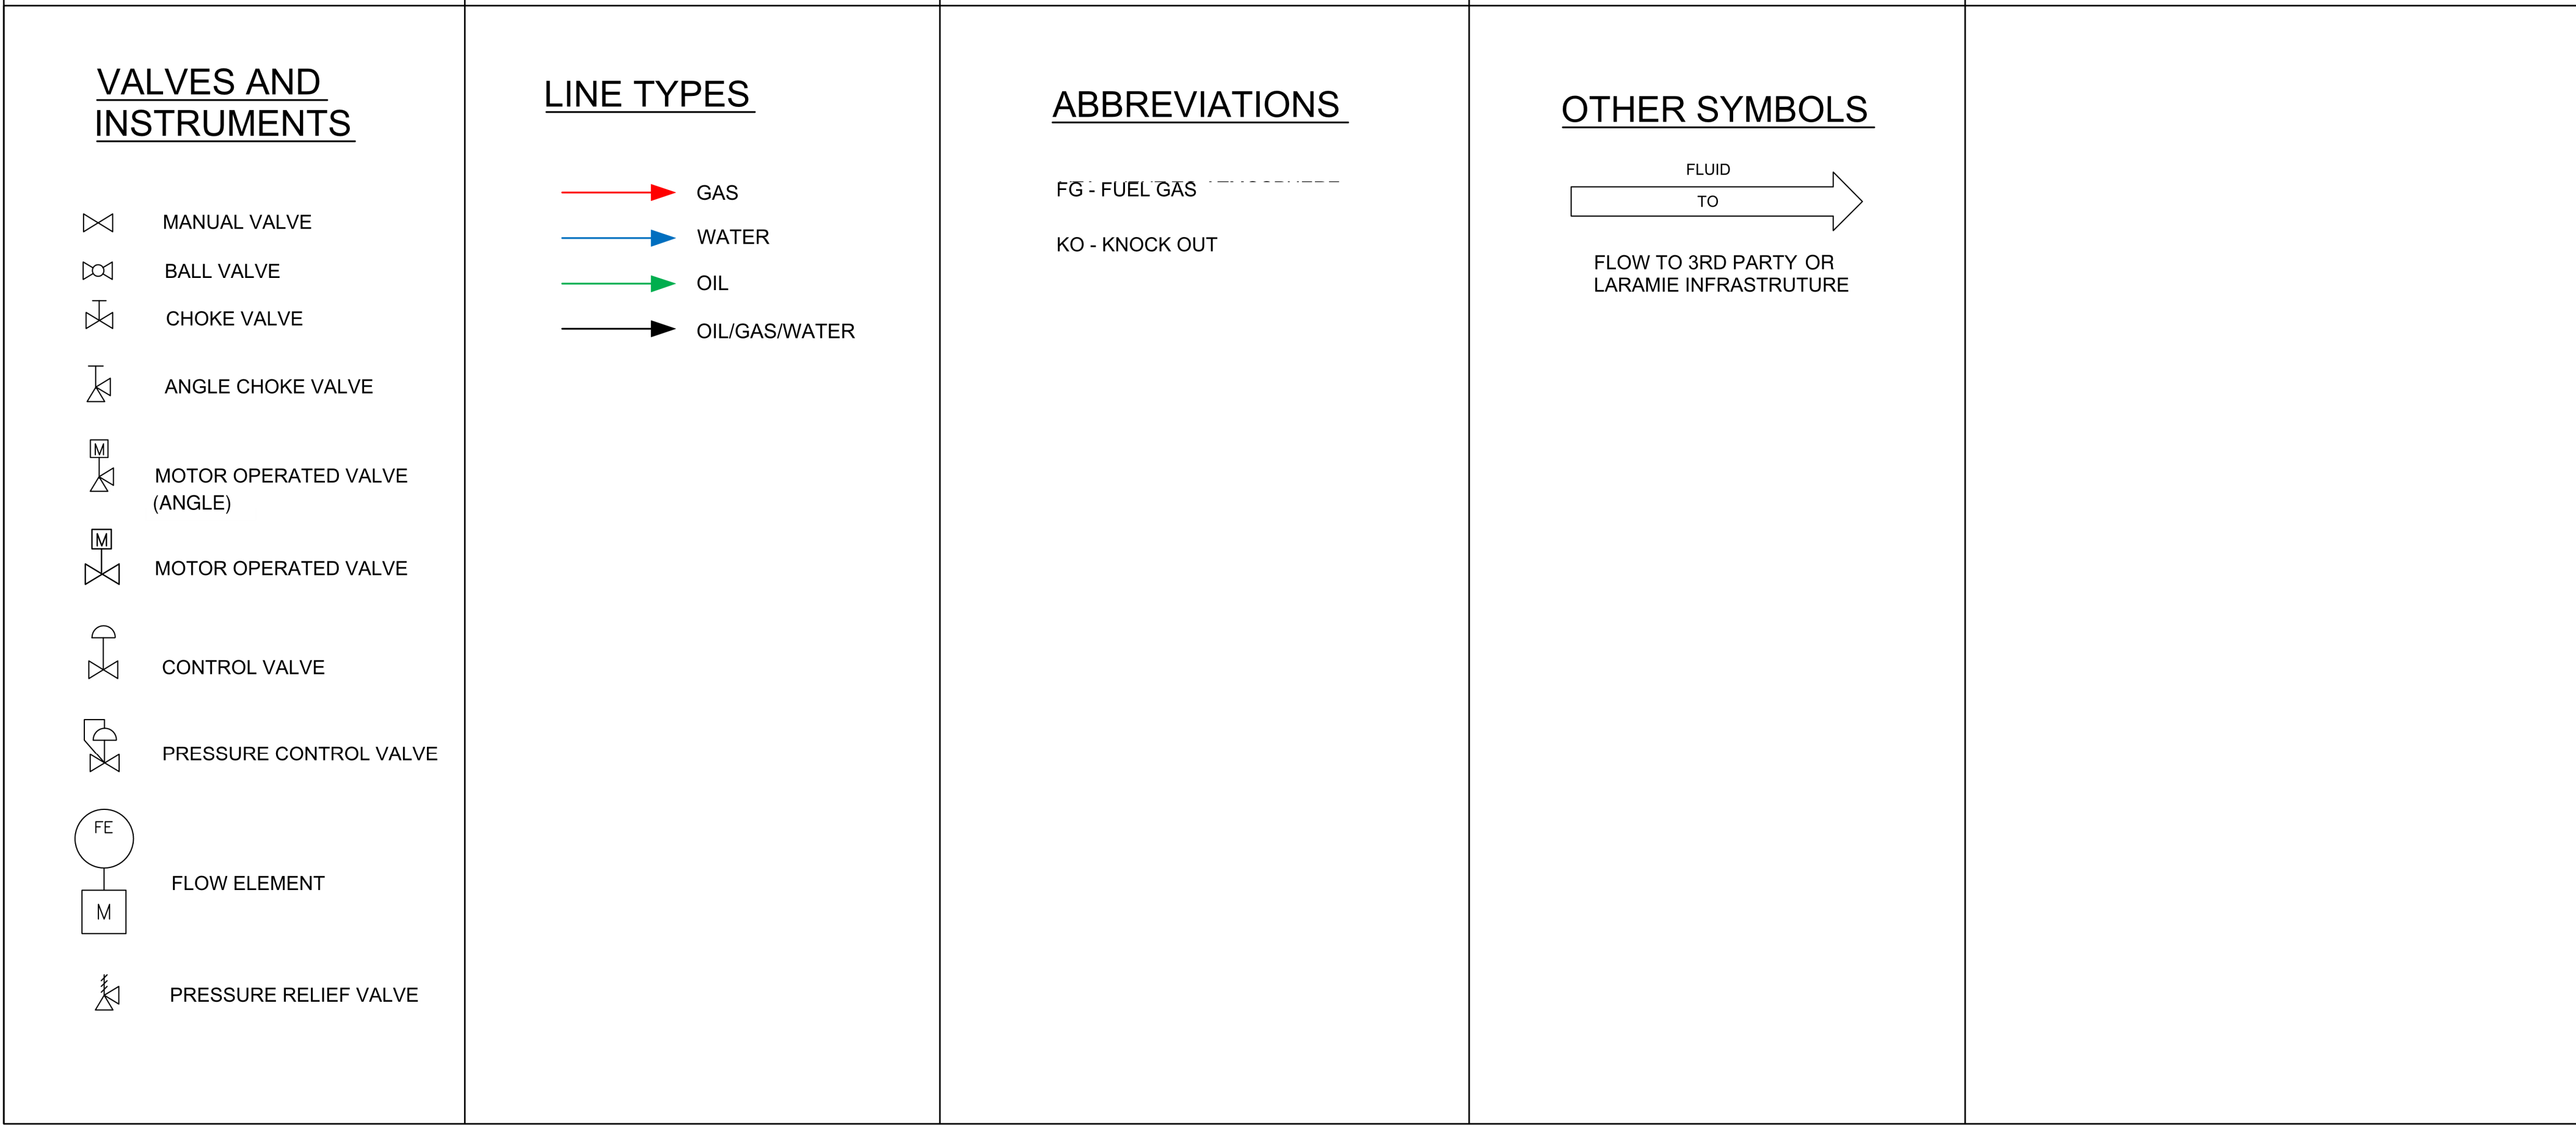 VALVES AND
INSTRUMENTS
MANUAL VALVE
BALL VALVE
CHOKE VALVE
ANGLE CHOKE VALVE
M
MOTOR OPERATED VALVE
(ANGLE)
M
MOTOR OPERATED VALVE
CONTROL VALVE
PRESSURE CONTROL VALVE
FE
FLOW ELEMENT
M
PRESSURE RELIEF VALVE
LINE TYPES
GAS
WATER
OIL
OIL/GAS/WATER
ABBREVIATIONS
FG - FUEL GAS
KO - KNOCK OUT
OTHER SYMBOLS
FLUID
TO
FLOW TO 3RD PARTY OR
LARAMIE INFRASTRUTURE